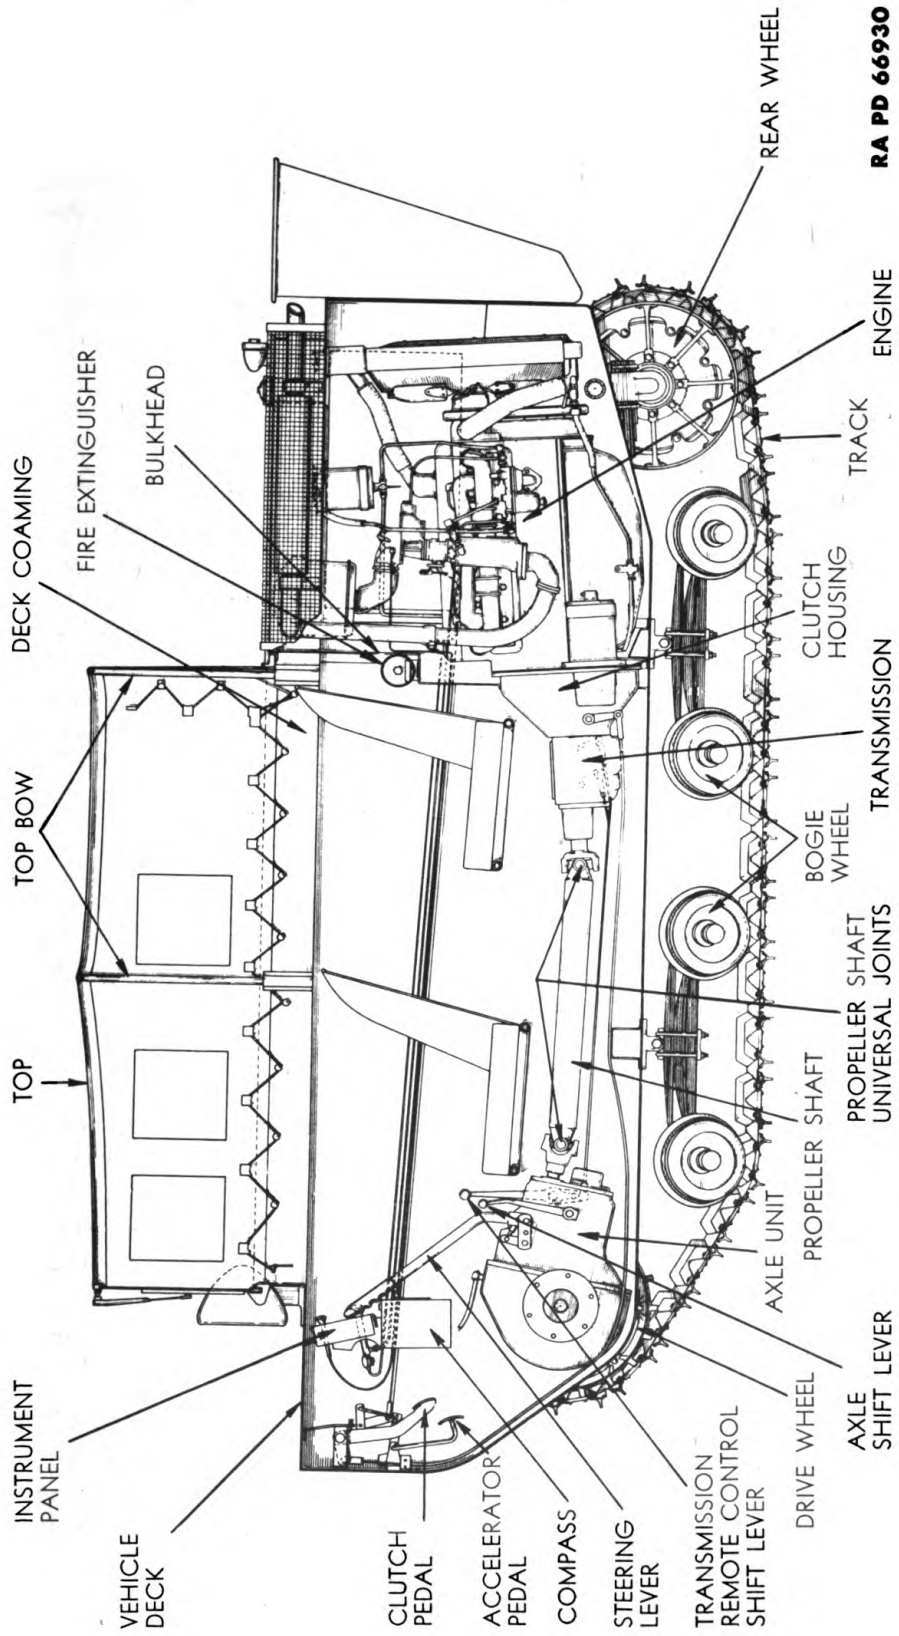 INSTRUMENT
PANEL
TOP
TOP BOW
DECK COAMING
FIRE EXTINGUISHER
BULKHEAD
VEHICLE
DECK
CLUTCH
PEDAL
ACCELERATOR
PEDAL
COMPASS
STEERING
LEVER
TRANSMISSION
REMOTE CONTROL
SHIFT LEVER
DRIVE WHEEL
AXLE
SHIFT LEVER
AXLE UNIT
PROPELLER SHAFT
PROPELLER SHAFT
UNIVERSAL JOINTS
BOGIE
WHEEL
TRANSMISSION
CLUTCH
HOUSING
TRACK
ENGINE
REAR WHEEL
RA PD 66930